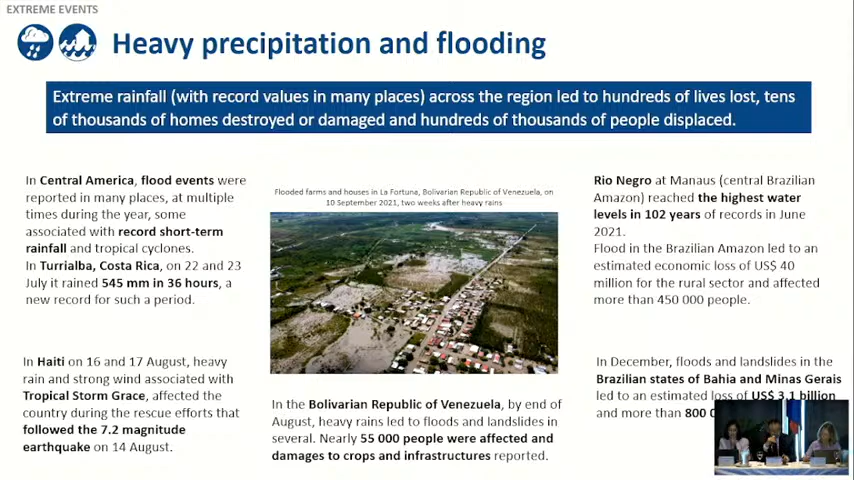 EXTREME EVENTS
Heavy precipitation and flooding
Extreme rainfall (with record values in many places) across the region led to hundreds of lives lost, tens
of thousands of homes destroyed or damaged and hundreds of thousands of people displaced.
In Central America, flood events were
reported in many places, at multiple
times during the year, some
associated with record short-term
rainfall and tropical cyclones.
In Turrialba, Costa Rica, on 22 and 23
July it rained 545 mm in 36 hours, a
new record for such a period.
In Haiti on 16 and 17 August, heavy
rain and strong wind associated with
Tropical Storm Grace, affected the
country during the rescue efforts that
followed the 7.2 magnitude
earthquake on 14 August.
Flooded farms and houses in La Fortuna, Bolivarian Republic of Venezuela, on
10 September 2021, two weeks after heavy rains
In the Bolivarian Republic of Venezuela, by end of
August, heavy rains led to floods and landslides in
several. Nearly 55 000 people were affected and
damages to crops and infrastructures reported.
Rio Negro at Manaus (central Brazilian
Amazon) reached the highest water
levels in 102 years of records in June
2021.
Flood in the Brazilian Amazon led to an
estimated economic loss of US$ 40
million for the rural sector and affected
more than 450 000 people.
In December, floods and landslides in the
Brazilian states of Bahia and Minas Gerais
led to an estimated loss of US$ 3.1 billion
and more than 800